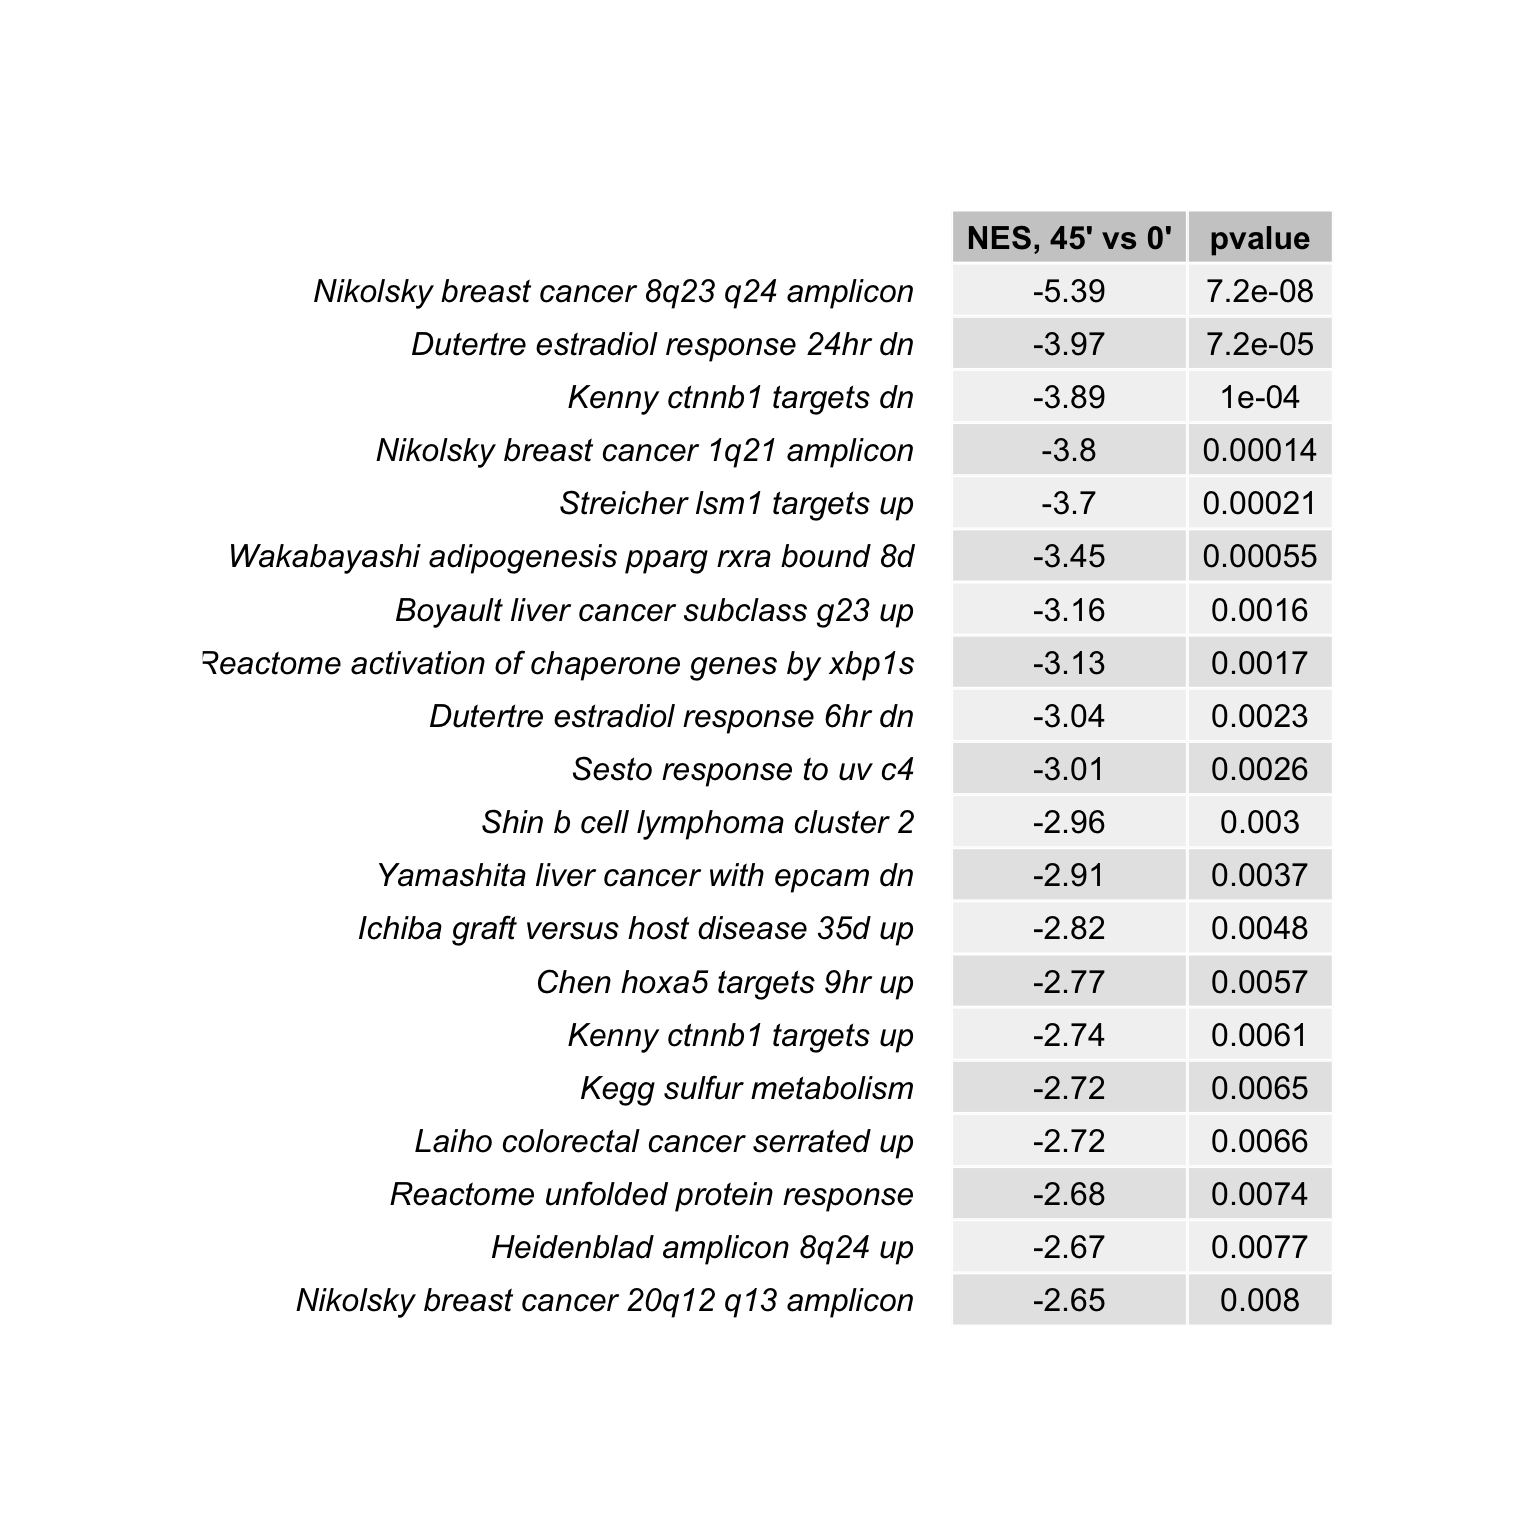 NES, 45' vs 0' pvalue
Nikolsky breast cancer 8q23 q24 amplicon -5.39 7.2e-08
Dutertre estradiol response 24hr dn -3.97 7.2e-05
Kenny ctnnb1 targets dn -3.89 1e-04
Nikolsky breast cancer 1q21 amplicon -3.8 0.00014
Streicher lsm1 targets up -3.7 0.00021
Wakabayashi adipogenesis pparg rxra bound 8d -3.45 0.00055
Boyault liver cancer subclass g23 up -3.16 0.0016
Reactome activation of chaperone genes by xbp1s -3.13 0.0017
Dutertre estradiol response 6hr dn -3.04 0.0023
Sesto response to uv c4 -3.01 0.0026
Shin b cell lymphoma cluster 2 -2.96 0.003
Yamashita liver cancer with epcam dn -2.91 0.0037
Ichiba graft versus host disease 35d up -2.82 0.0048
Chen hoxa5 targets 9hr up -2.77 0.0057
Kenny ctnnb1 targets up -2.74 0.0061
Kegg sulfur metabolism -2.72 0.0065
Laiho colorectal cancer serrated up -2.72 0.0066
Reactome unfolded protein response -2.68 0.0074
Heidenblad amplicon 8q24 up -2.67 0.0077
Nikolsky breast cancer 20q12 q13 amplicon -2.65 0.008